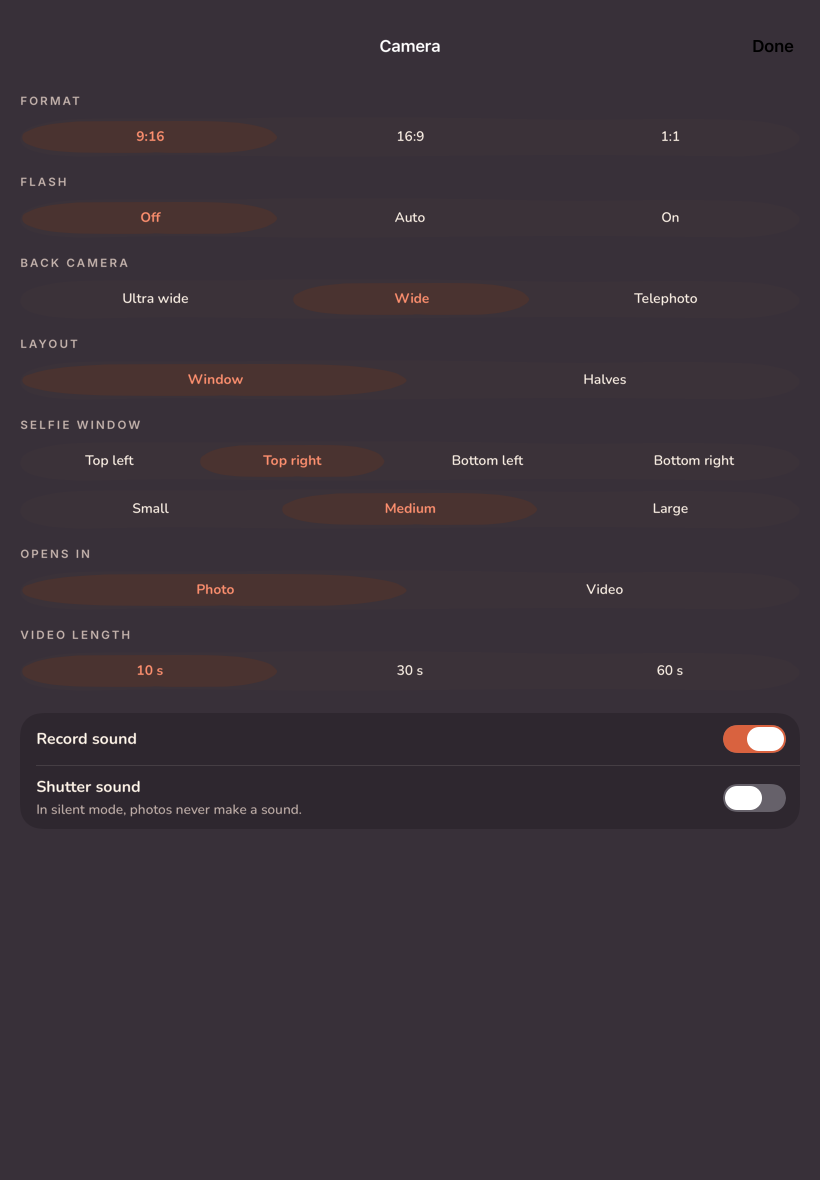 Camera
Done
FORMAT
9:16 16:9 1:1
FLASH
Off Auto On
BACK CAMERA
Ultra wide Wide Telephoto
LAYOUT
Window Halves
SELFIE WINDOW
Top left Top right Bottom left Bottom right
Small Medium Large
OPENS IN
Photo Video
VIDEO LENGTH
10 s 30 s 60 s
Record sound
Shutter sound
In silent mode, photos never make a sound.